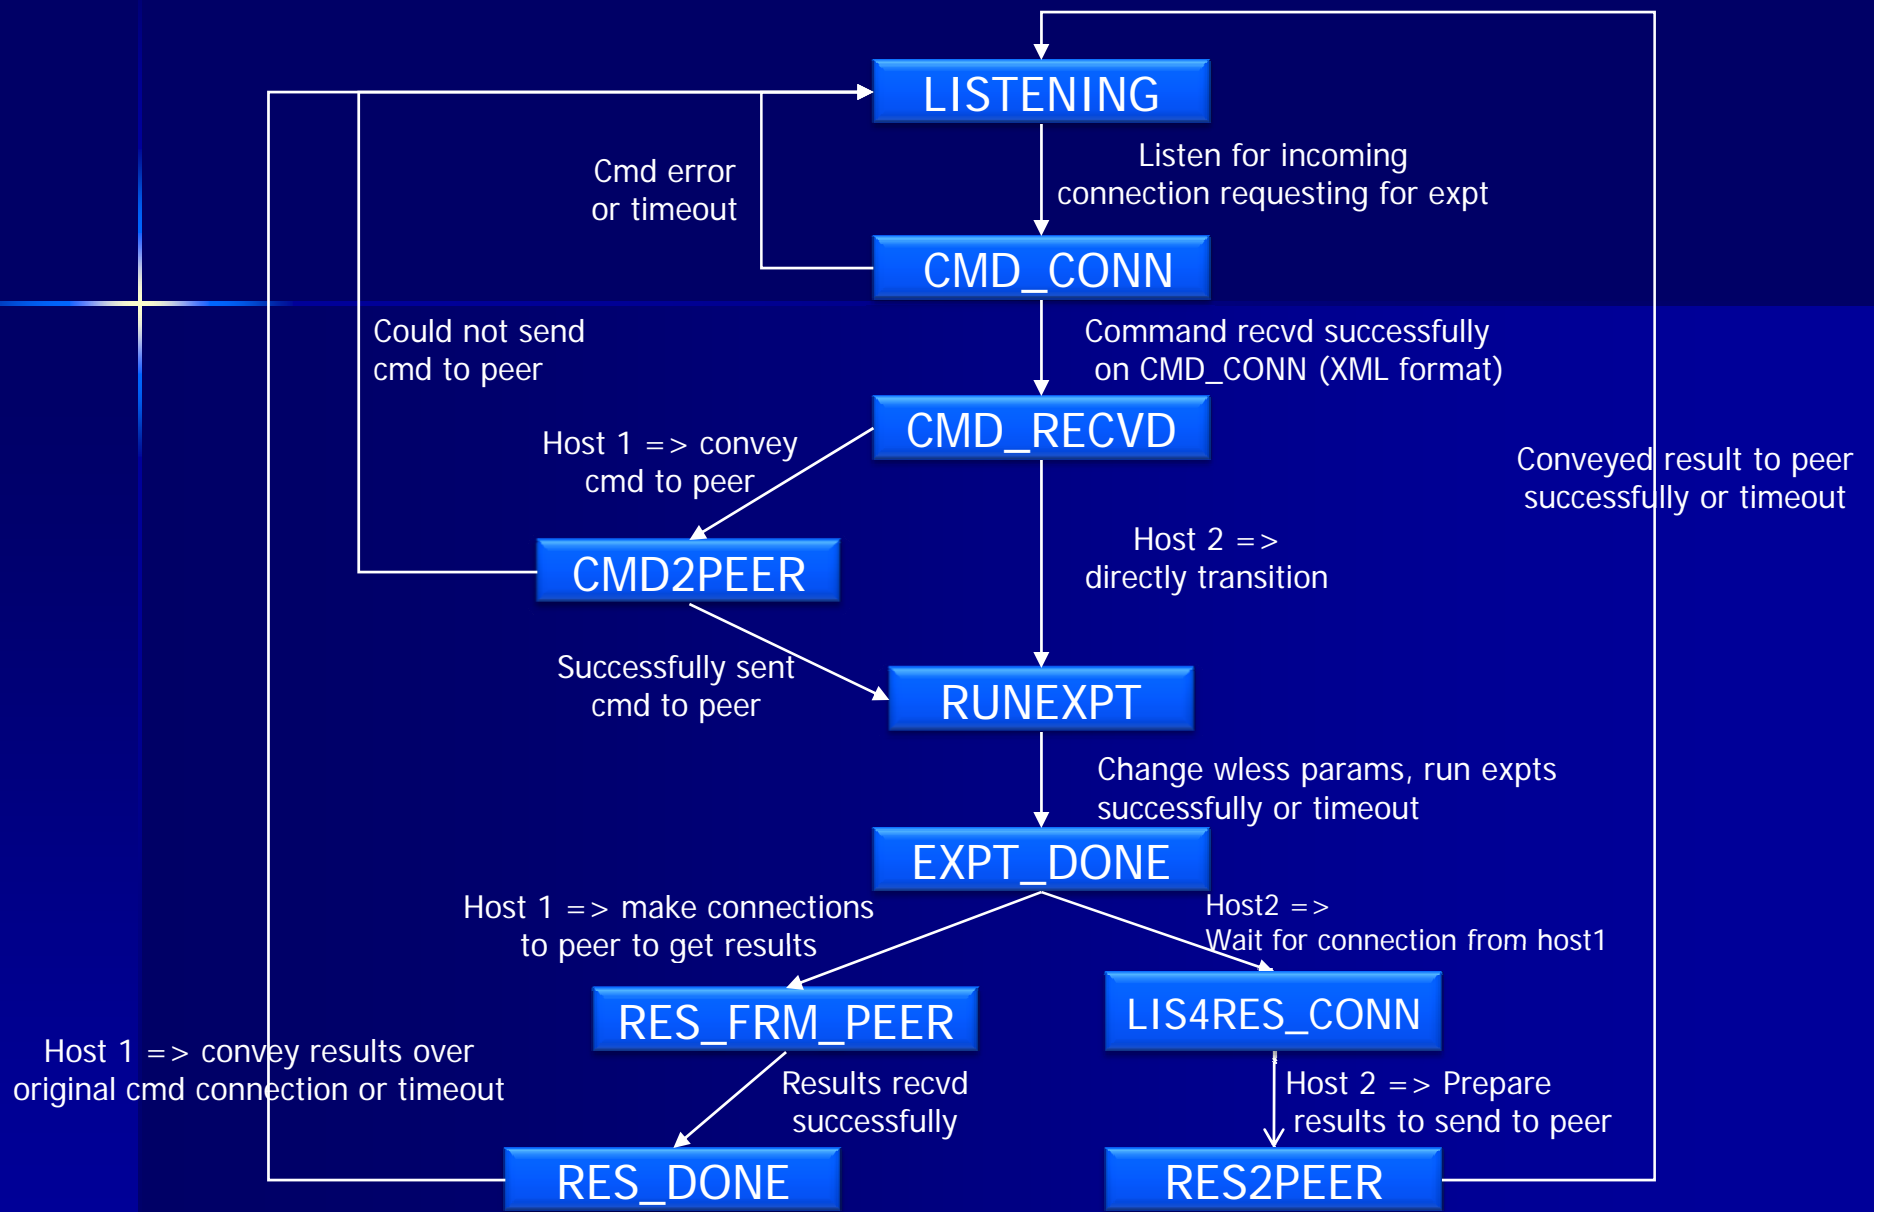 LISTENING
Listen for incoming
connection requesting for expt
Cmd error
or timeout
CMD_CONN
Could not send
cmd to peer
Command recvd successfully
on CMD_CONN (XML format)
CMD_RECVD
Host 1 => convey
cmd to peer
Conveyed result to peer
successfully or timeout
Host 2 =>
directly transition
CMD2PEER
Successfully sent
cmd to peer
RUNEXPT
Change wless params, run expts
successfully or timeout
EXPT_DONE
Host 1 => make connections
to peer to get results
Host2 =>
Wait for connection from host1
RES_FRM_PEER
LIS4RES_CONN
Host 1 => convey results over
original cmd connection or timeout
Results recvd
successfully
Host 2 => Prepare
results to send to peer
RES_DONE
RES2PEER